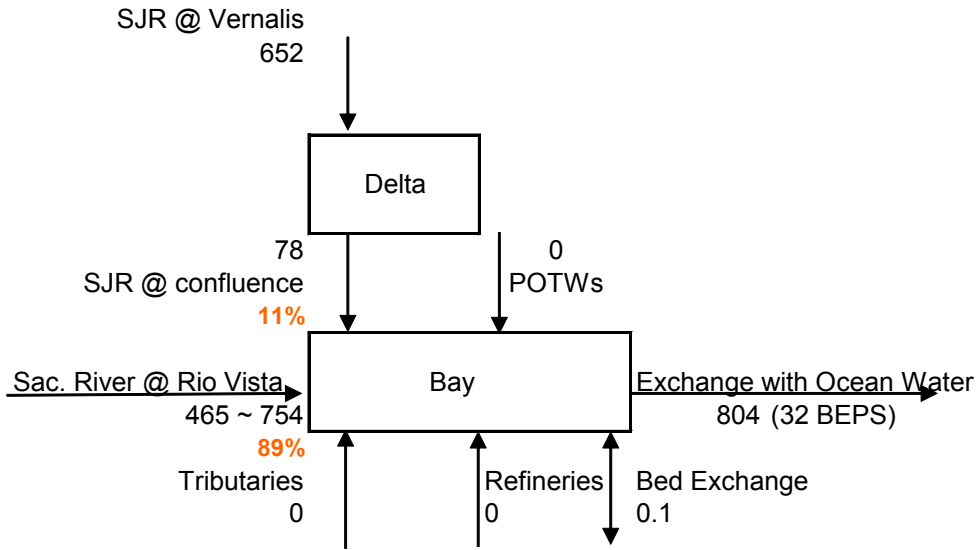 SJR @ Vernalis
652
Delta
78
SJR @ confluence
11%
0
POTWs
Sac. River @ Rio Vista
465 ~ 754
89%
Bay
Exchange with Ocean Water
804 (32 BEPS)
Tributaries
0
Refineries
0
Bed Exchange
0.1